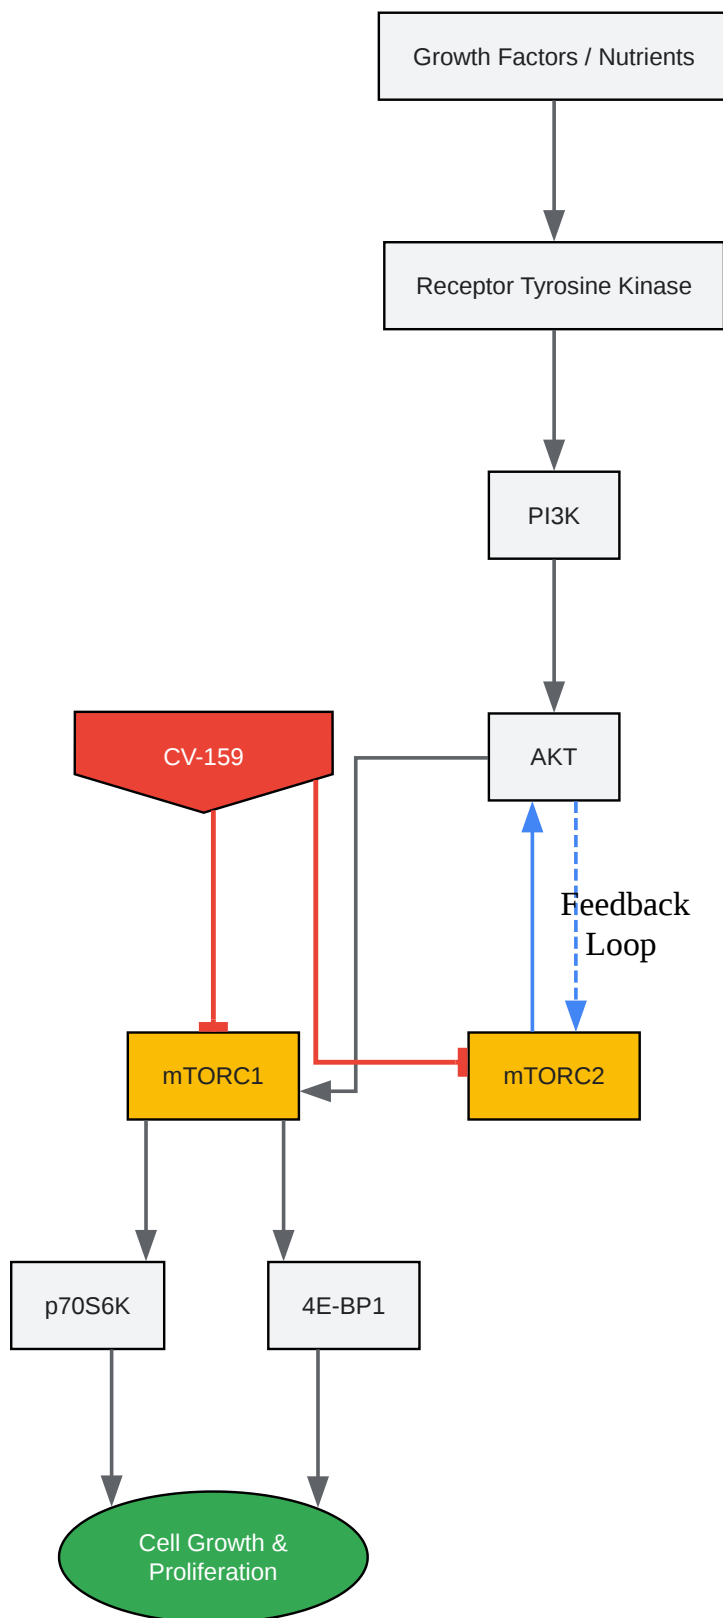 Growth Factors / Nutrients
Receptor Tyrosine Kinase
PI3K
CV-159
AKT
Feedback
Loop
mTORC1
mTORC2
p70S6K
4E-BP1
Cell Growth &
Proliferation